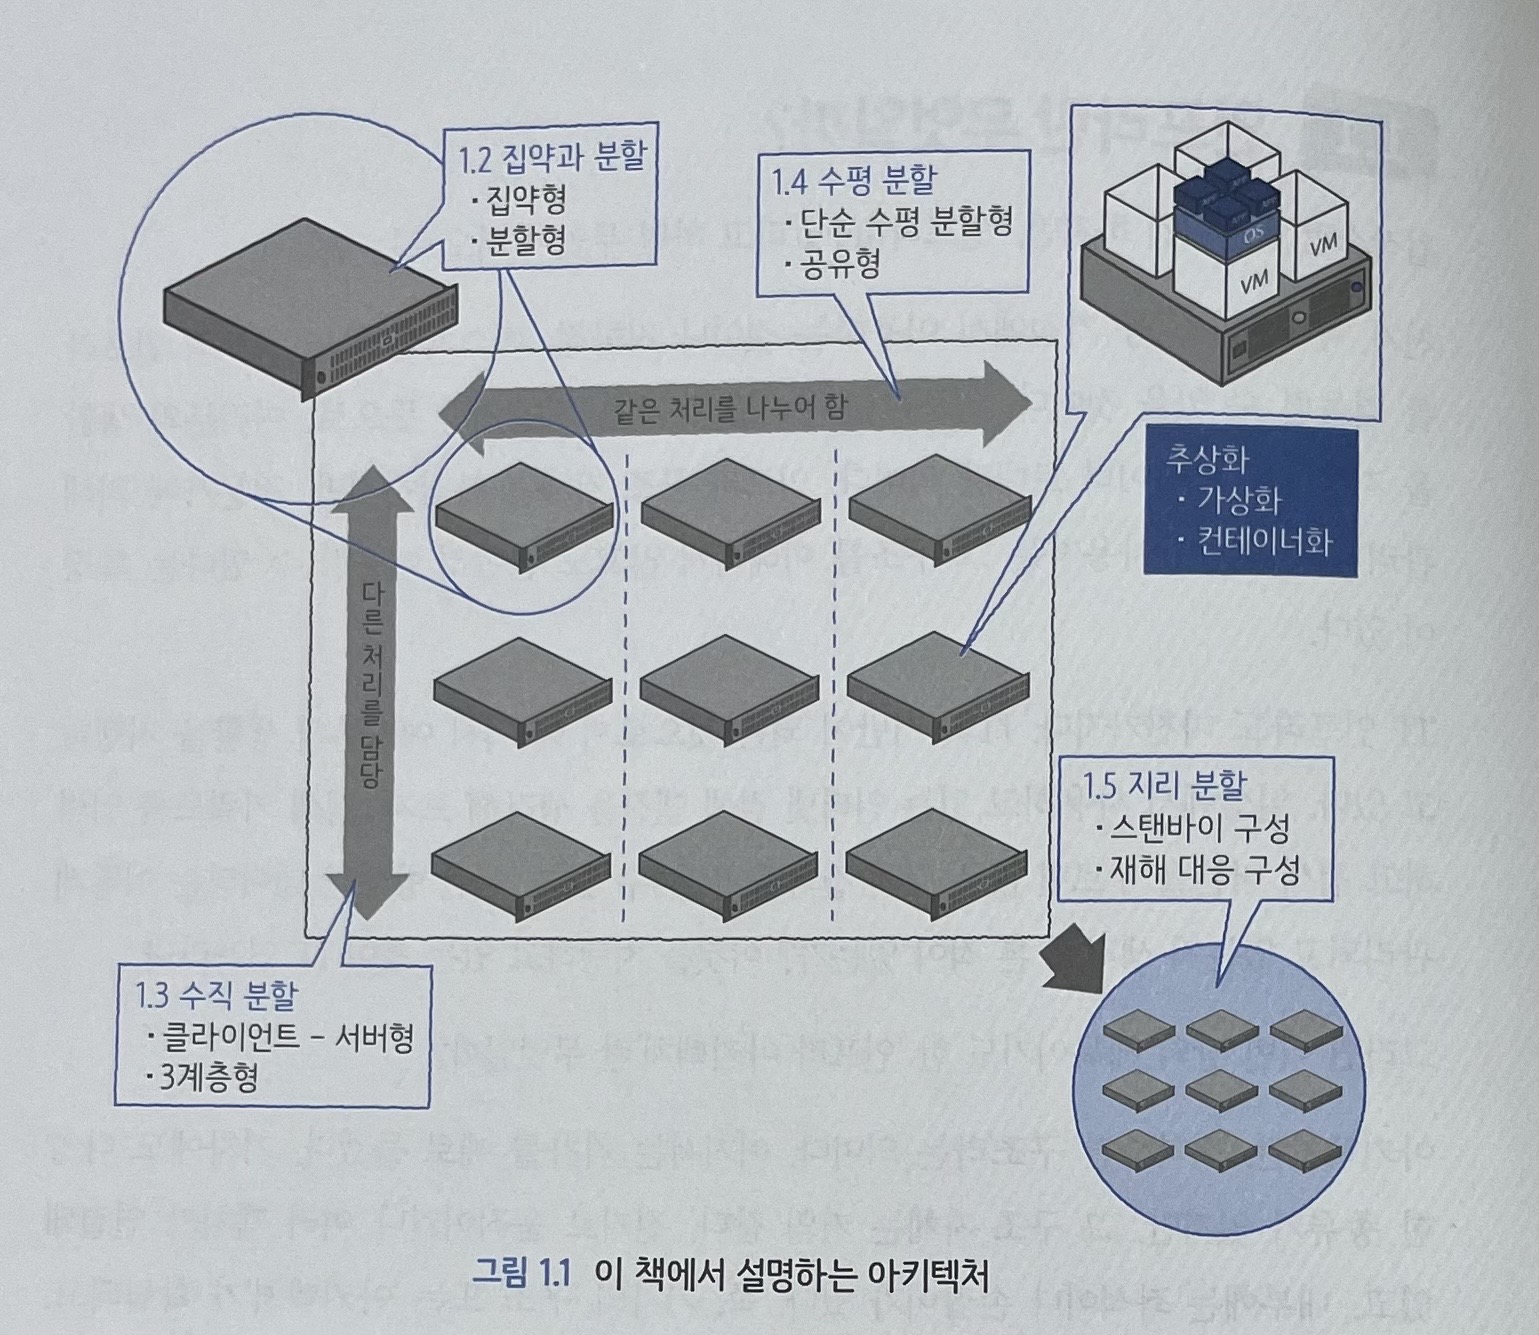 1.2 집약과 분할
· 집약형
· 분할형
1.4 수평 분할
· 단순 수평 분할형
· 공유형
APP
APP
APP
APP
OS
VM
VM
같은 처리를 나누어 함
추상화
· 가상화
· 컨테이너화
다른 처리를 담당
1.5 지리 분할
· 스탠바이 구성
· 재해 대응 구성
1.3 수직 분할
· 클라이언트 – 서버형
· 3계층형
그림 1.1 이 책에서 설명하는 아키텍처